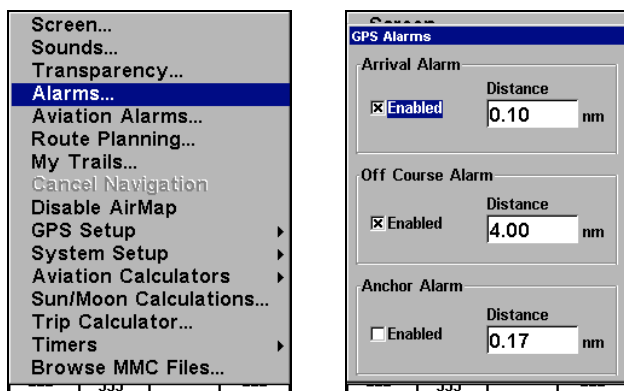 Screen...
Sounds...
Transparency...
Alarms...
Aviation Alarms...
Route Planning...
My Trails...
Cancel Navigation
Disable AirMap
GPS Setup
System Setup
Aviation Calculators
Sun/Moon Calculations...
Trip Calculator...
Timers
Browse MMC Files...
GPS Alarms
Arrival Alarm
Distance
Enabled 0.10 nm
Off Course Alarm
Distance
Enabled 4.00 nm
Anchor Alarm
Distance
Enabled 0.17 nm